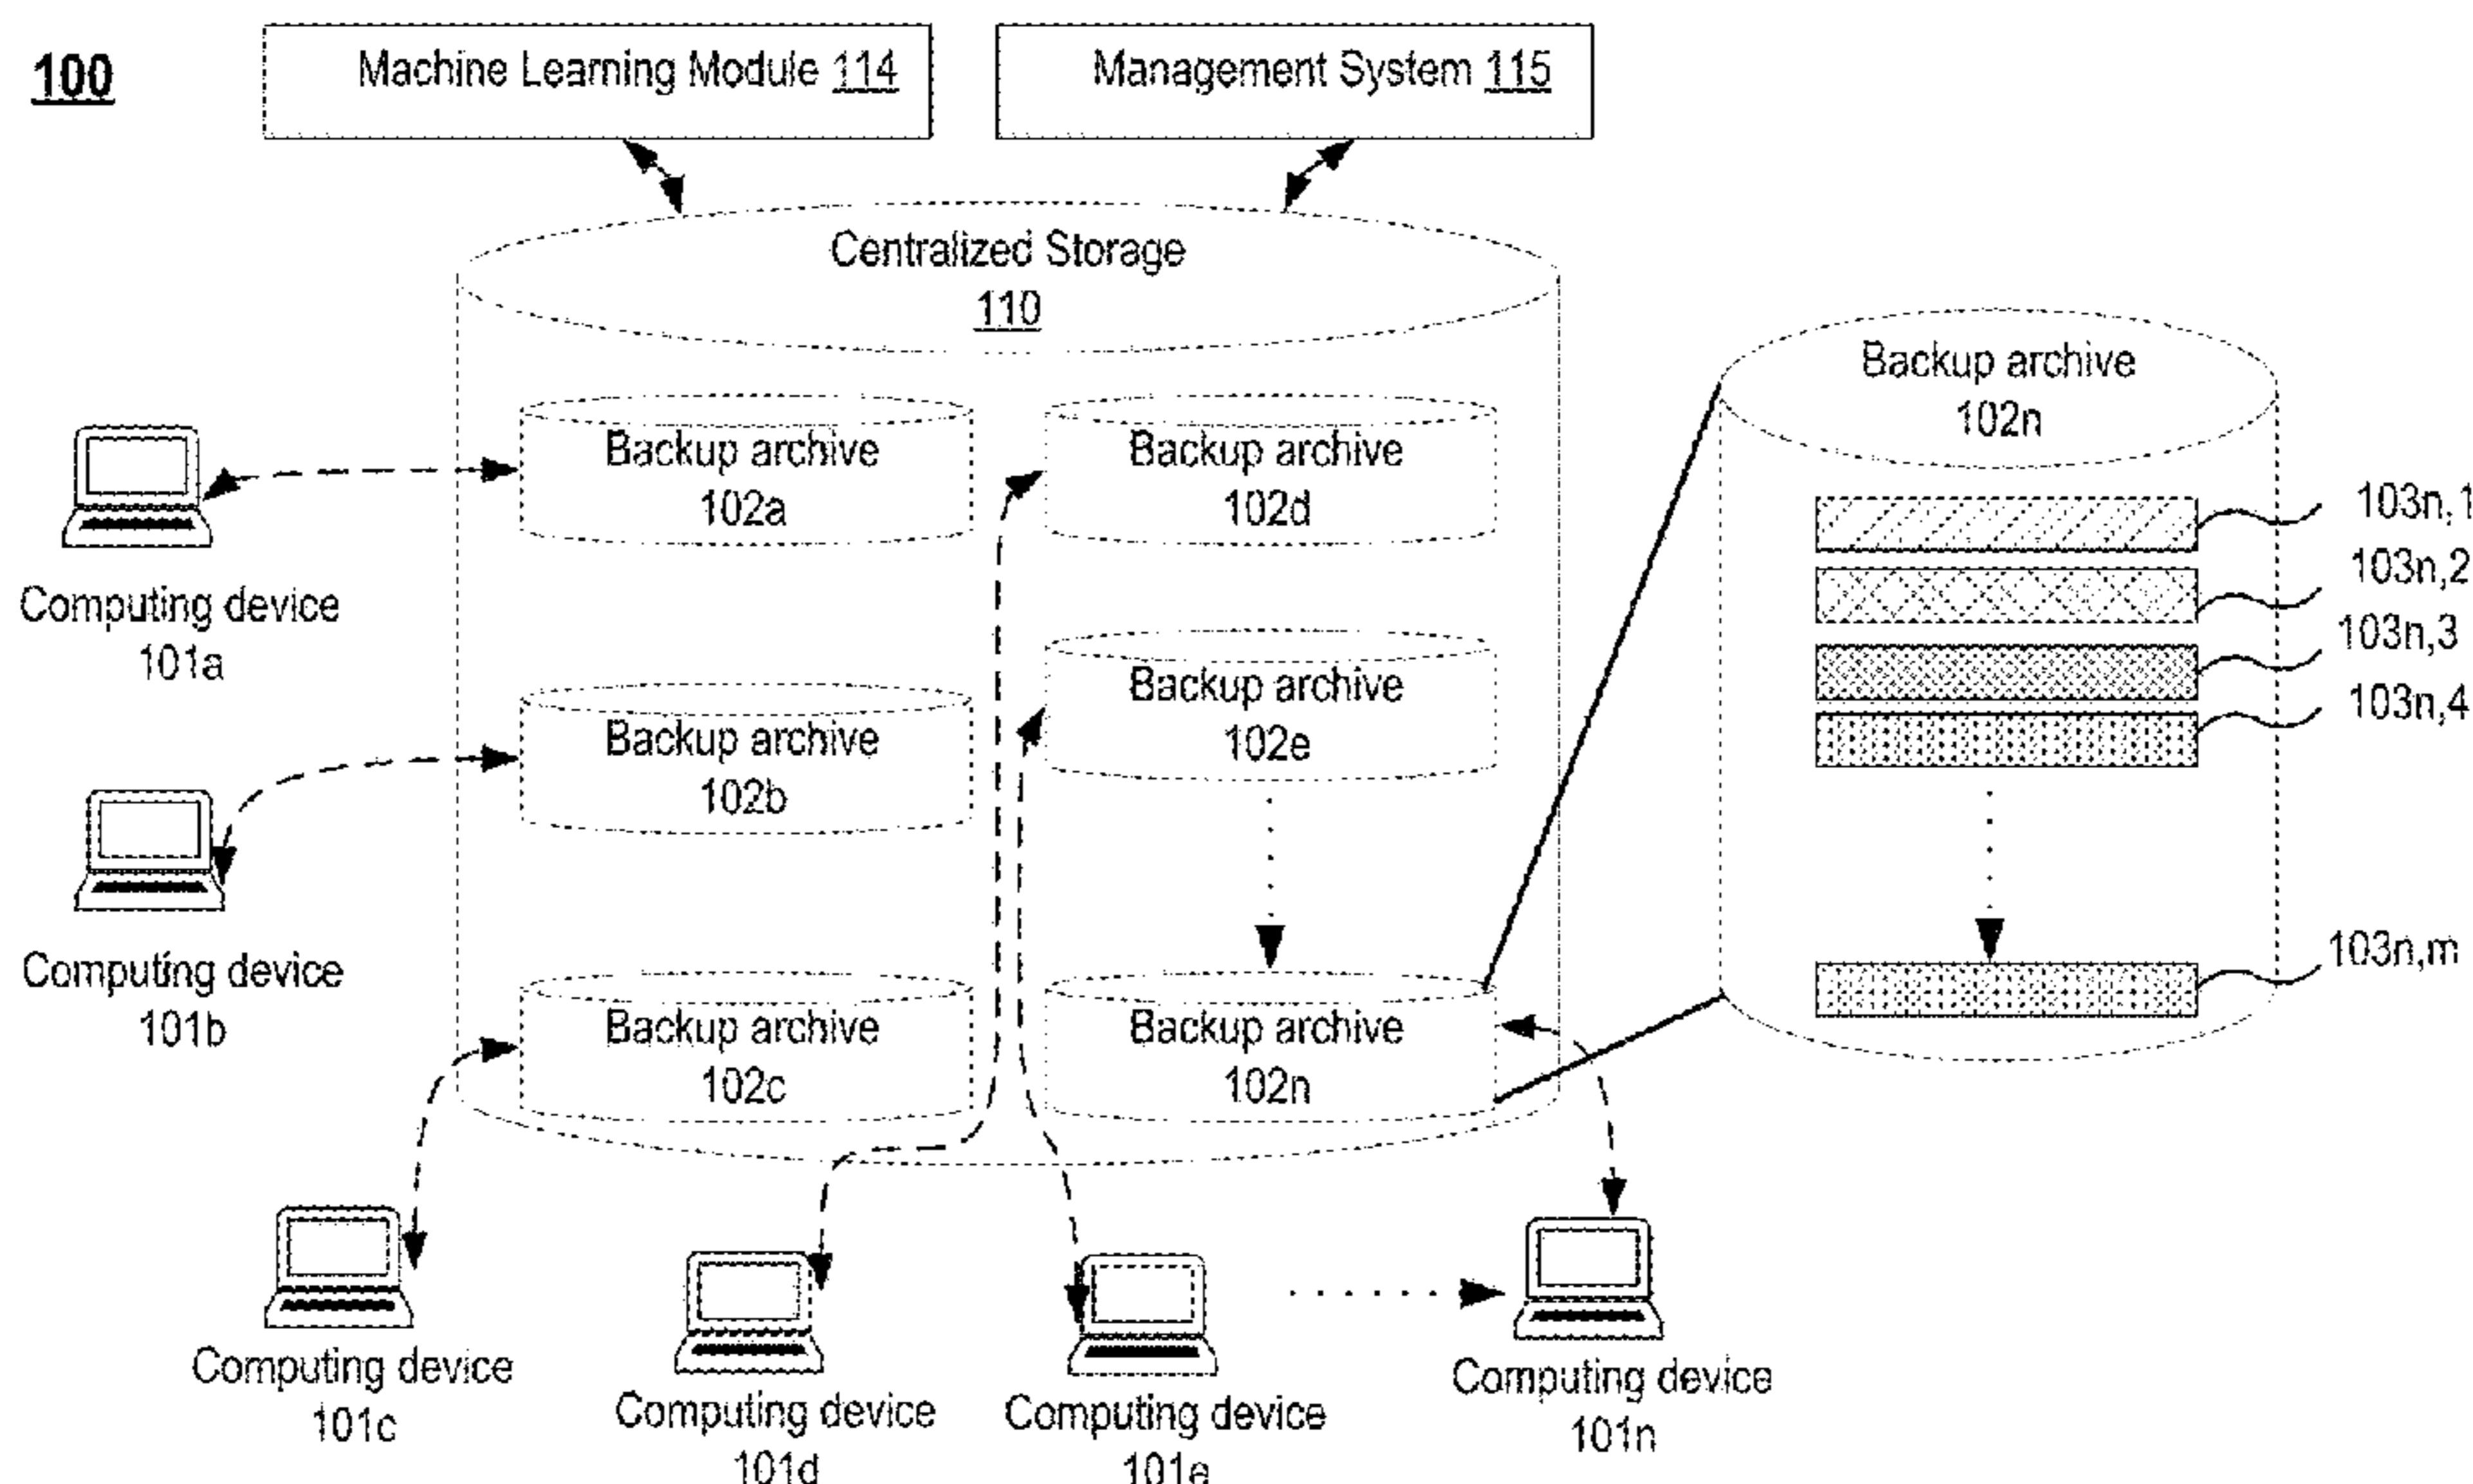 100
Machine Learning Module 114
Management System 115
Centralized Storage
110
Backup archive
102a
Backup archive
102d
Backup archive
102b
Backup archive
102e
Backup archive
102c
Backup archive
102n
Backup archive
102n
103n,1
103n,2
103n,3
103n,4
103n,m
Computing device
101a
Computing device
101b
Computing device
101c
Computing device
101d
Computing device
101e
Computing device
101n